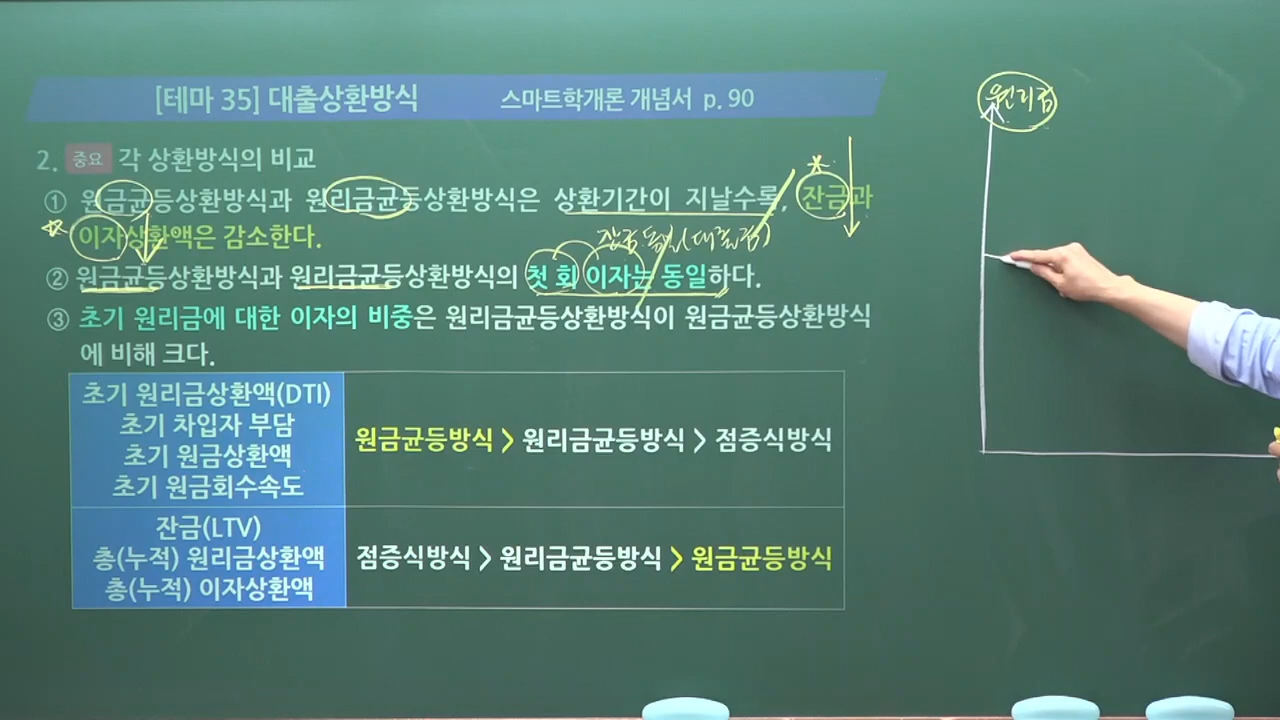 [테마 35] 대출상환방식 스마트학개론 개념서 p. 90
2. 중요 각 상환방식의 비교
① 원금균등상환방식과 원리금균등상환방식은 상환기간이 지날수록, 잔금과
이자상환액은 감소한다.
잔금 동일(대출금)
② 원금균등상환방식과 원리금균등상환방식의 첫 회 이자는 동일하다.
③ 초기 원리금에 대한 이자의 비중은 원리금균등상환방식이 원금균등상환방식
에 비해 크다.
초기 원리금상환액(DTI)
초기 차입자 부담
초기 원금상환액
초기 원금회수속도
원금균등방식 > 원리금균등방식 > 점증식방식
잔금(LTV)
총(누적) 원리금상환액
총(누적) 이자상환액
점증식방식 > 원리금균등방식 > 원금균등방식
원리금